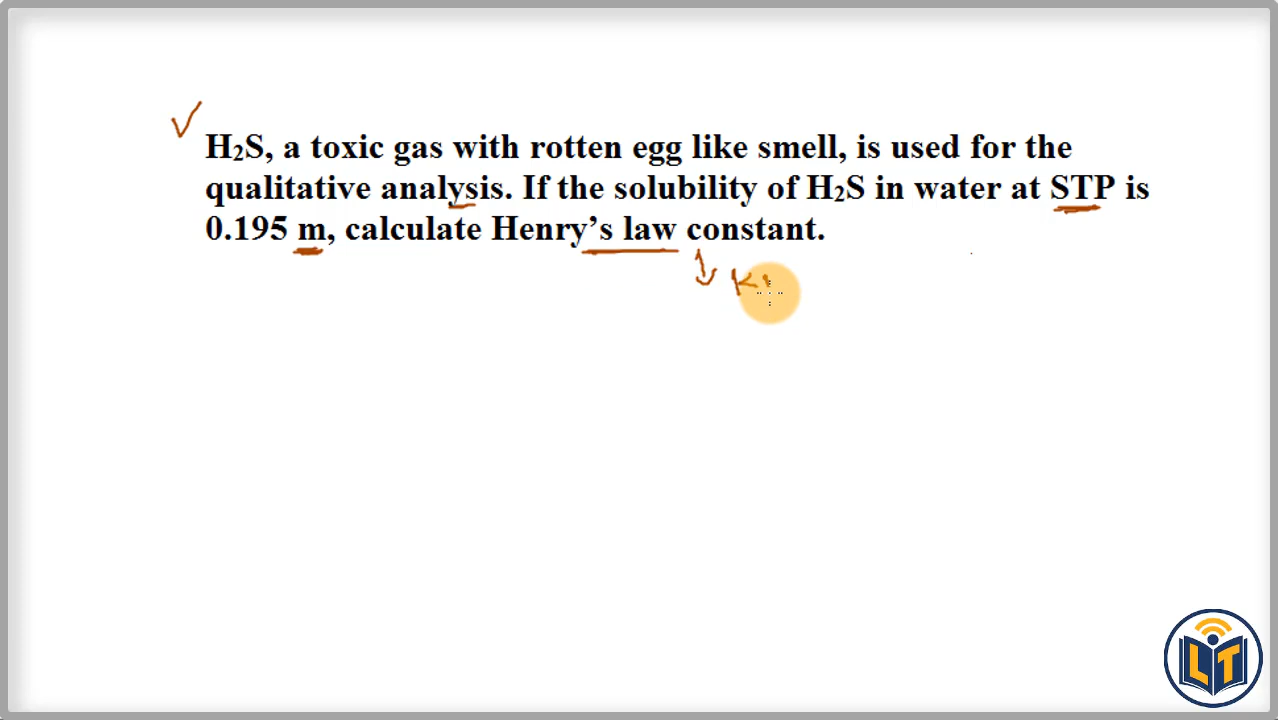 H₂S, a toxic gas with rotten egg like smell, is used for the
qualitative analysis. If the solubility of H₂S in water at STP is
0.195 m, calculate Henry’s law constant.
K
LT